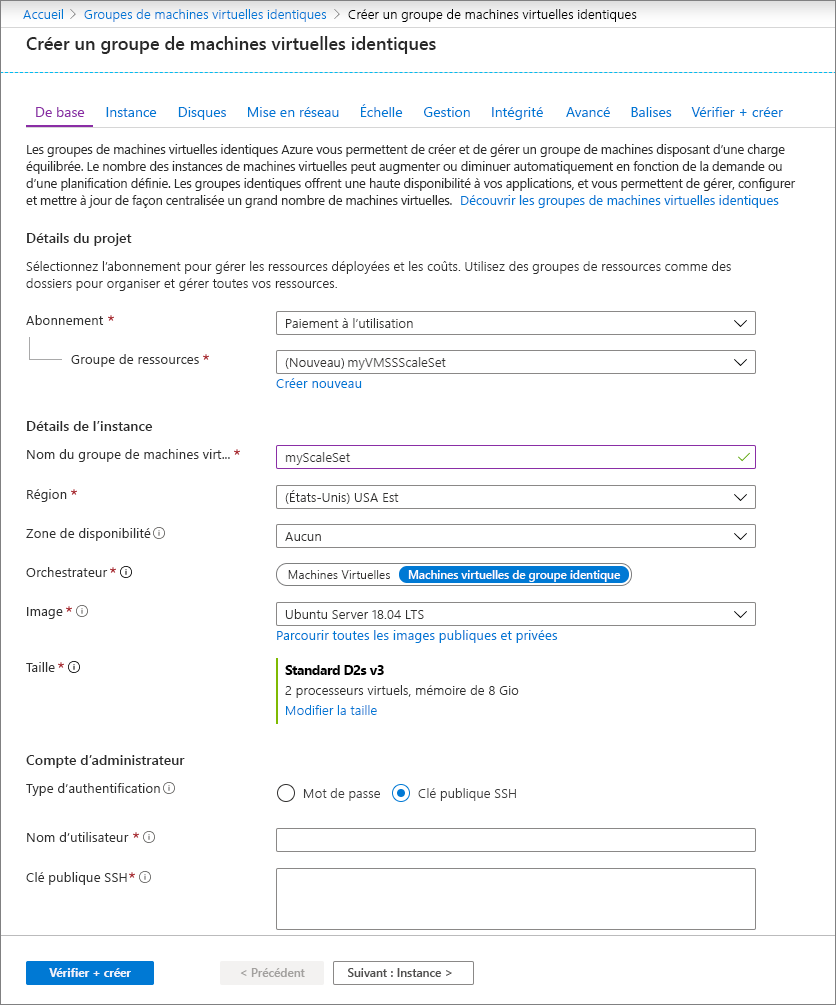 Accueil > Groupes de machines virtuelles identiques > Créer un groupe de machines virtuelles identiques
Créer un groupe de machines virtuelles identiques
De base Instance Disques Mise en réseau Échelle Gestion Intégrité Avancé Balises Vérifier + créer
Les groupes de machines virtuelles identiques Azure vous permettent de créer et de gérer un groupe de machines disposant d'une charge
équilibrée. Le nombre des instances de machines virtuelles peut augmenter ou diminuer automatiquement en fonction de la demande ou
d'une planification définie. Les groupes identiques offrent une haute disponibilité à vos applications, et vous permettent de gérer, configurer
et mettre à jour de façon centralisée un grand nombre de machines virtuelles. Découvrir les groupes de machines virtuelles identiques
Détails du projet
Sélectionnez l'abonnement pour gérer les ressources déployées et les coûts. Utilisez des groupes de ressources comme des
dossiers pour organiser et gérer toutes vos ressources.
Abonnement * Paiement à l'utilisation
Groupe de ressources * (Nouveau) myVMSSScaleSet
Créer nouveau
Détails de l'instance
Nom du groupe de machines virt... * myScaleSet
Région * (États-Unis) USA Est
Zone de disponibilité Aucun
Orchestrateur * Machines Virtuelles Machines virtuelles de groupe identique
Image * Ubuntu Server 18.04 LTS
Parcourir toutes les images publiques et privées
Taille * Standard D2s v3
2 processeurs virtuels, mémoire de 8 Gio
Modifier la taille
Compte d'administrateur
Type d'authentification Mot de passe Clé publique SSH
Nom d'utilisateur *
Clé publique SSH*
Vérifier + créer < Précédent Suivant : Instance >